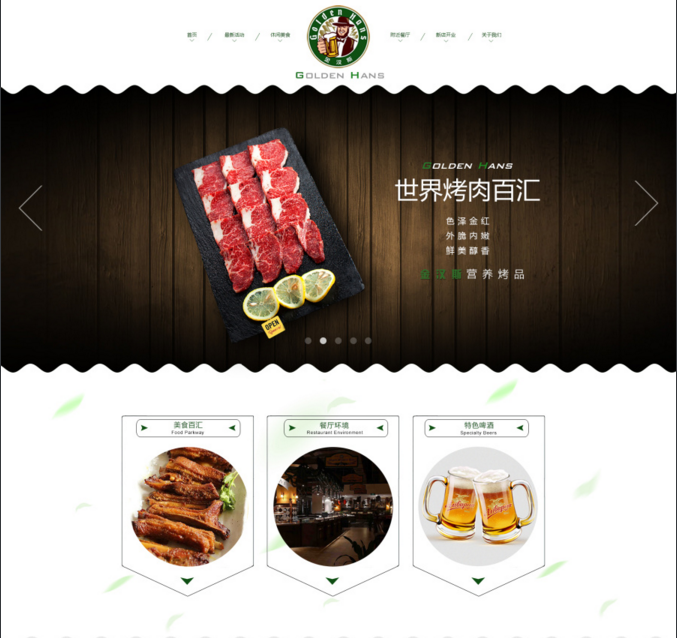 首页
最新活动
休闲美食
时尚餐厅
新店开业
关于我们
Golden Hans
金汉斯
GOLDEN HANS
GOLDEN HANS
世界烤肉百汇
色泽金红
外脆内嫩
鲜美醇香
金汉斯营养烤品
OPEN
美食百汇
Food Parkway
餐厅环境
Restaurant Environment
特色啤酒
Specialty Beers